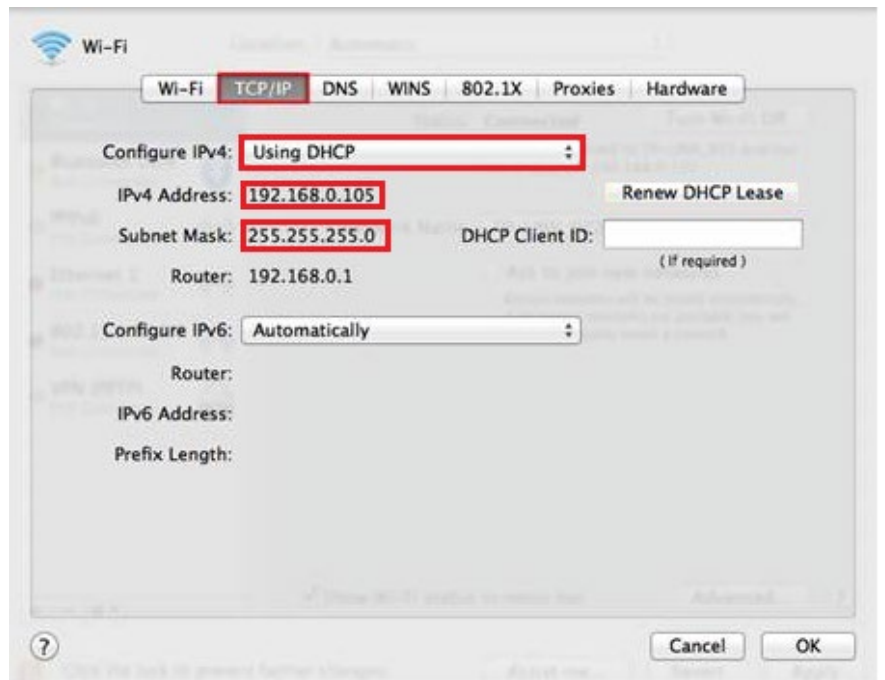 Wi-Fi
Wi-Fi TCP/IP DNS WINS 802.1X Proxies Hardware
Configure IPv4: Using DHCP
IPv4 Address: 192.168.0.105 Renew DHCP Lease
Subnet Mask: 255.255.255.0 DHCP Client ID:
(If required)
Router: 192.168.0.1
Configure IPv6: Automatically
Router:
IPv6 Address:
Prefix Length:
? Cancel OK